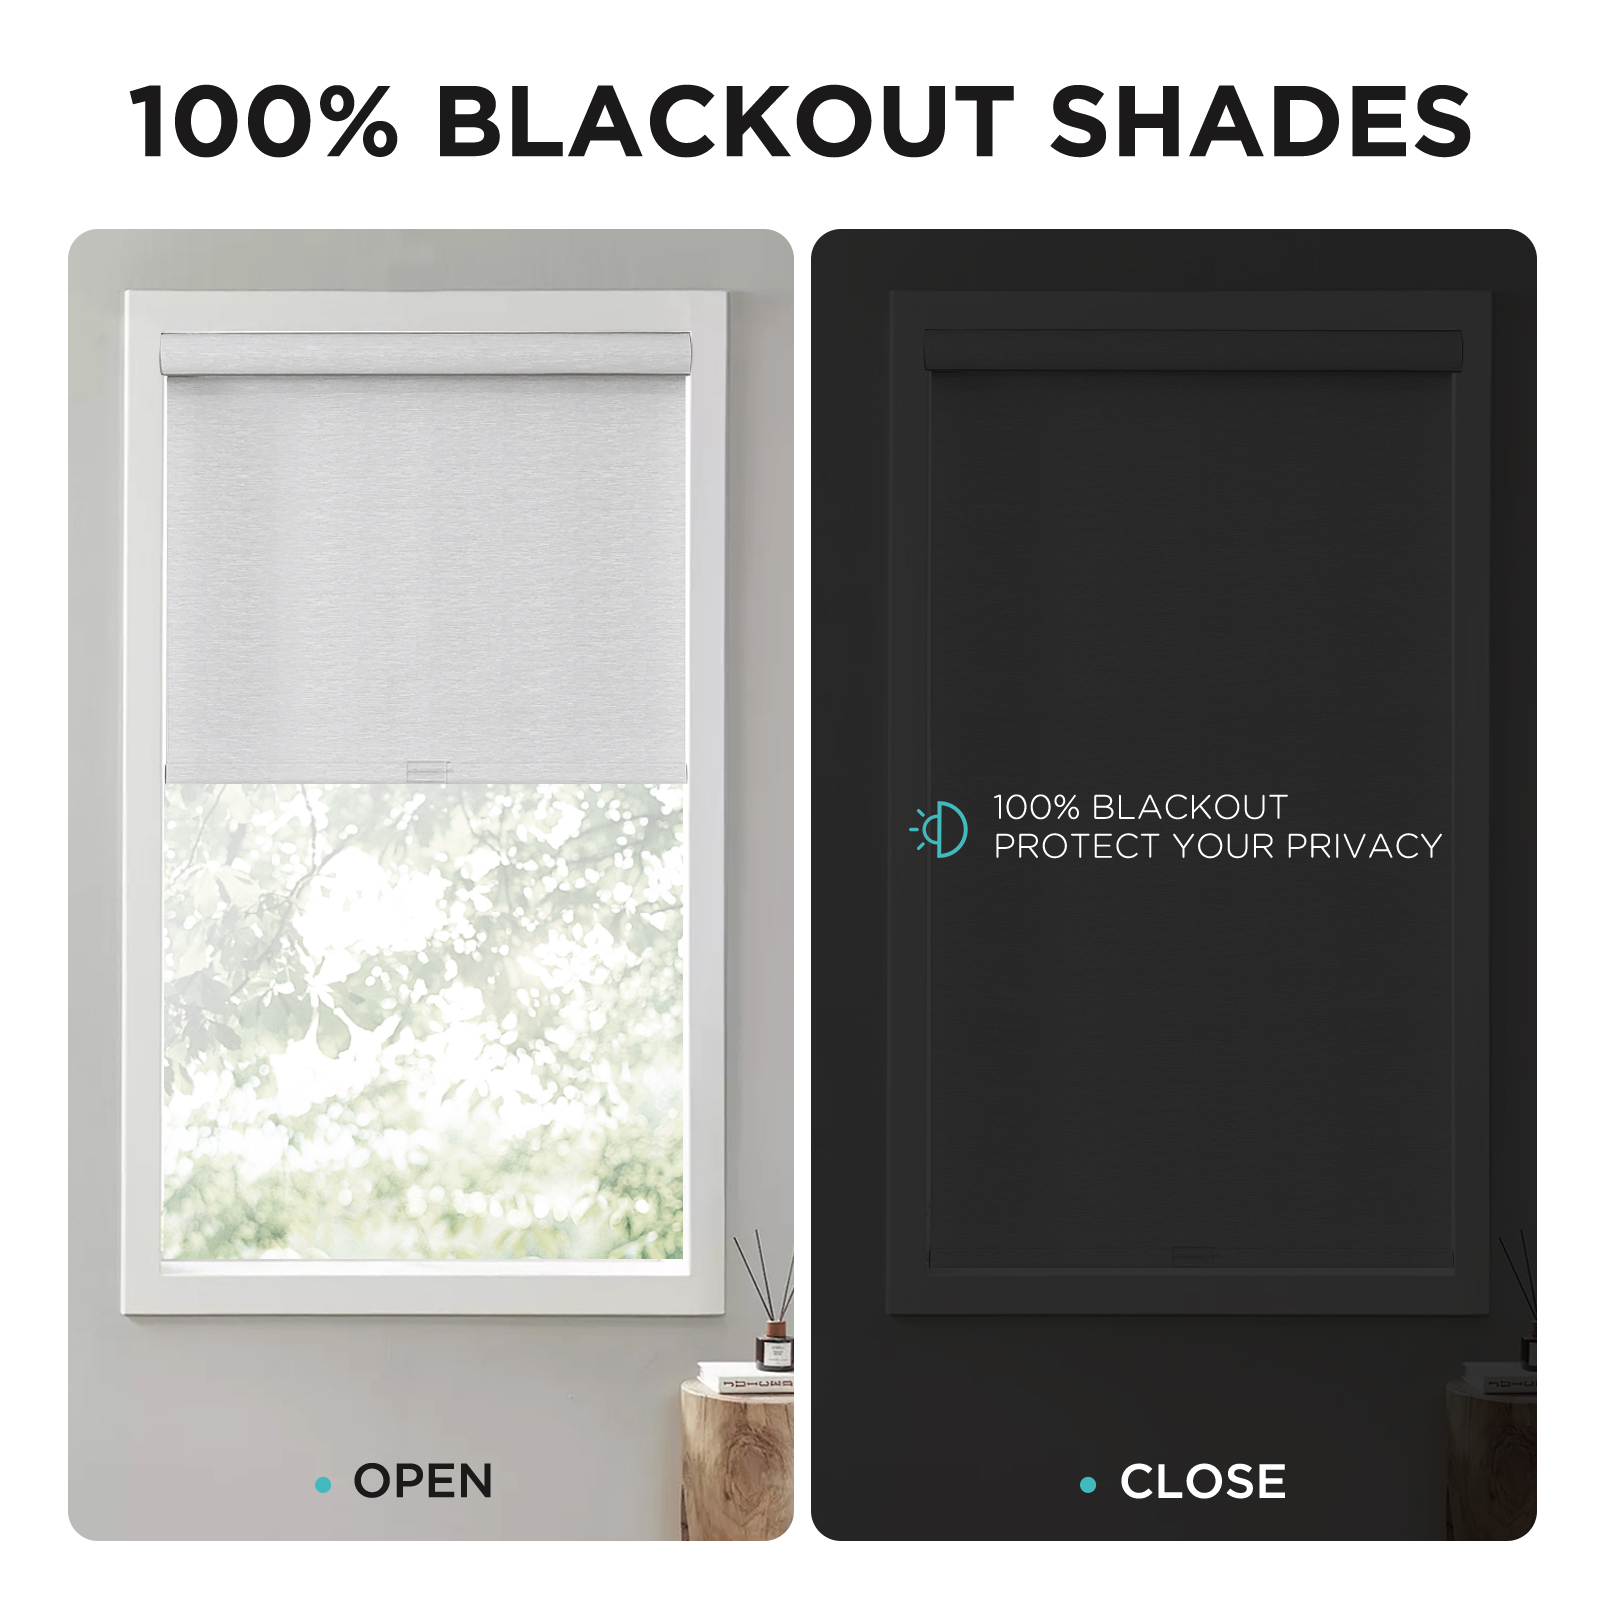 100% BLACKOUT SHADES
100% BLACKOUT
PROTECT YOUR PRIVACY
OPEN
CLOSE